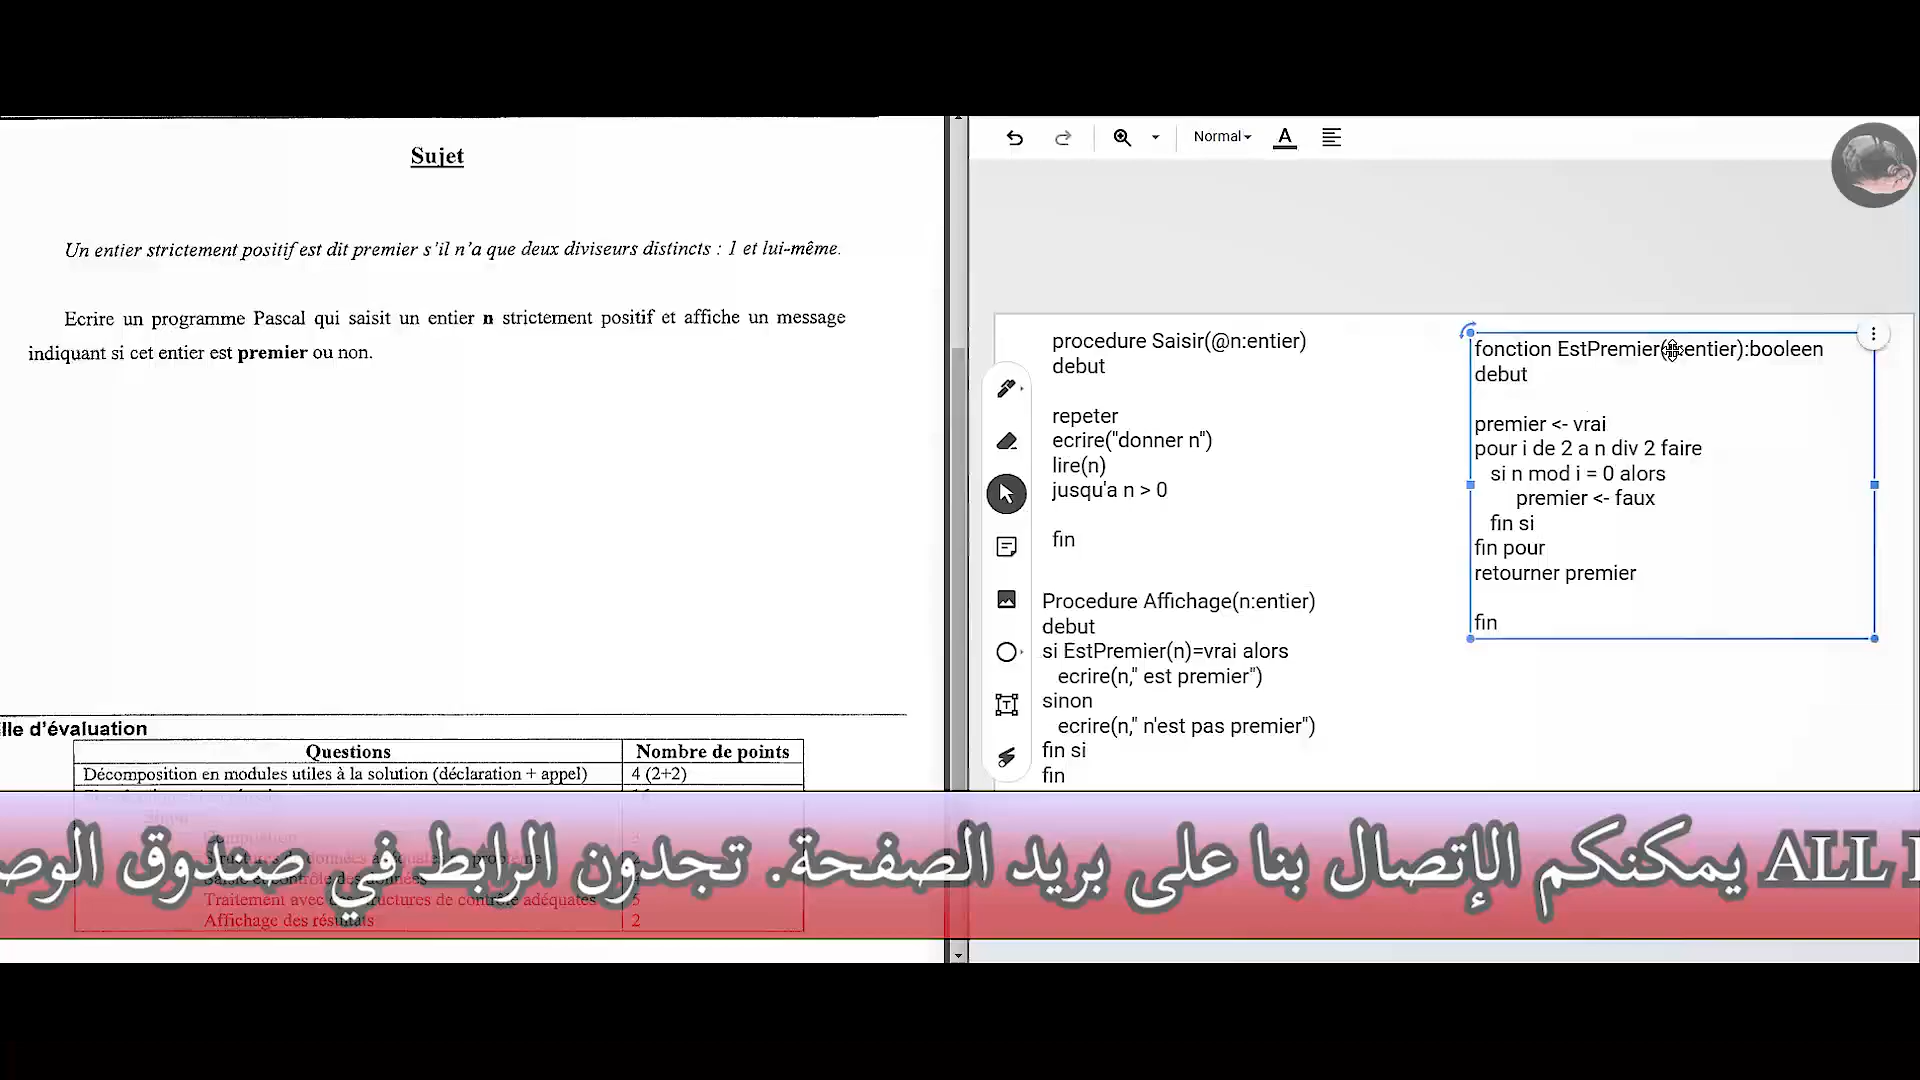 Sujet
Un entier strictement positif est dit premier s'il n'a que deux diviseurs distincts : 1 et lui-même.
Ecrire un programme Pascal qui saisit un entier n strictement positif et affiche un message
indiquant si cet entier est premier ou non.
lle d'évaluation
Questions Nombre de points
Décomposition en modules utiles à la solution (déclaration + appel) 4 (2+2)
Traitement avec des structures de contrôle adéquates 5
Affichage des résultats 2
Normal
procedure Saisir(@n:entier)
debut
repeter
ecrire("donner n")
lire(n)
jusqu'a n > 0
fin
Procedure Affichage(n:entier)
debut
si EstPremier(n)=vrai alors
ecrire(n," est premier")
sinon
ecrire(n," n'est pas premier")
fin si
fin
fonction EstPremier( :entier):booleen
debut
premier <- vrai
pour i de 2 a n div 2 faire
si n mod i = 0 alors
premier <- faux
fin si
fin pour
retourner premier
fin
ALL يمكنكم الإتصال بنا على بريد الصفحة. تجدون الرابط في صندوق